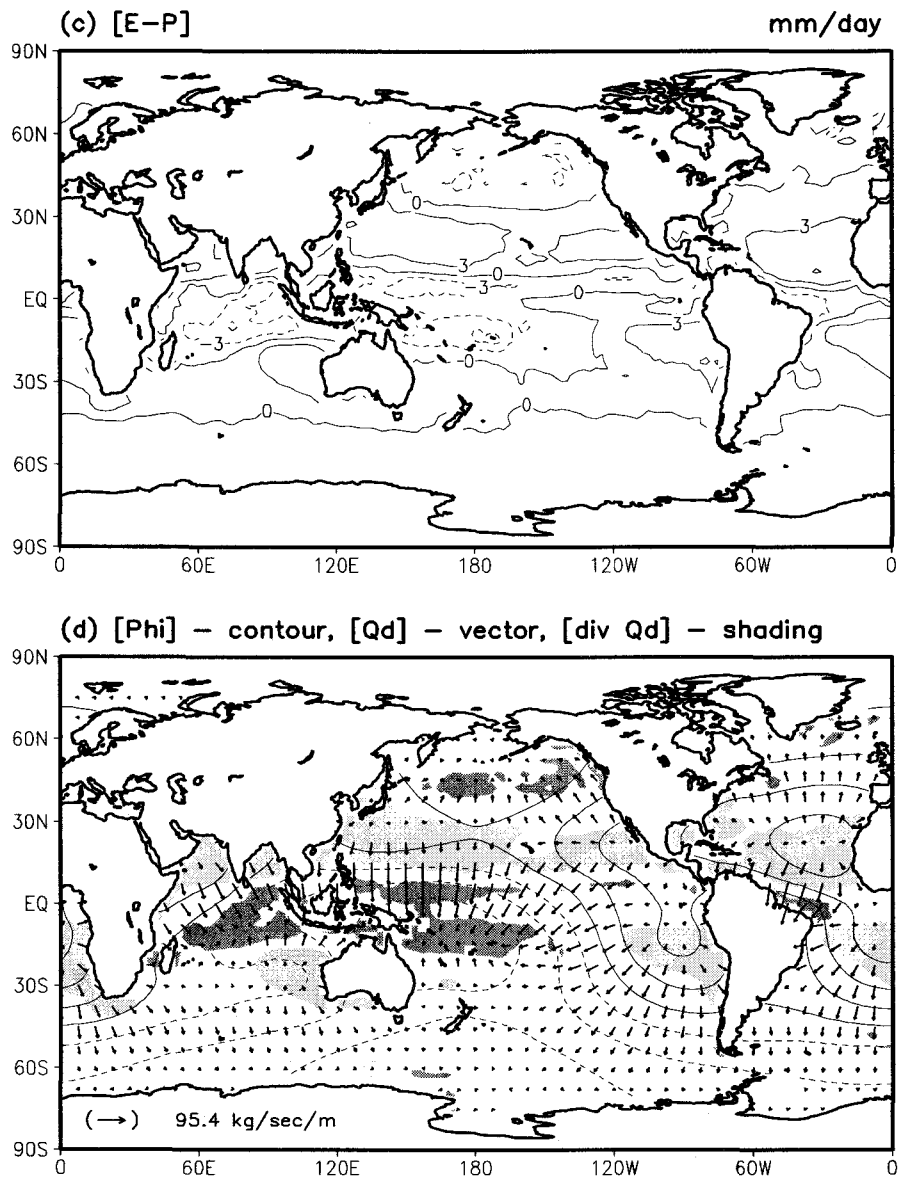 (c) [E−P] mm/day
90N
60N
30N
EQ
30S
60S
90S
0
3
3
0
−3
0
3
−3
0
0
0
0 60E 120E 180 120W 60W 0
(d) [Phi] − contour, [Qd] − vector, [div Qd] − shading
90N
60N
30N
EQ
30S
60S
90S
(→) 95.4 kg/sec/m
0 60E 120E 180 120W 60W 0